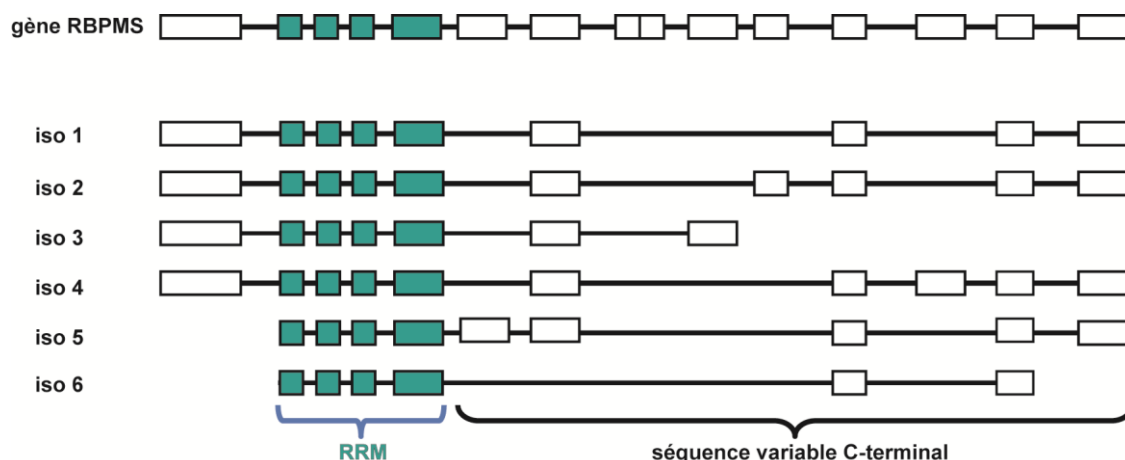 gène RBPMS
iso 1
iso 2
iso 3
iso 4
iso 5
iso 6
RRM
séquence variable C-terminal